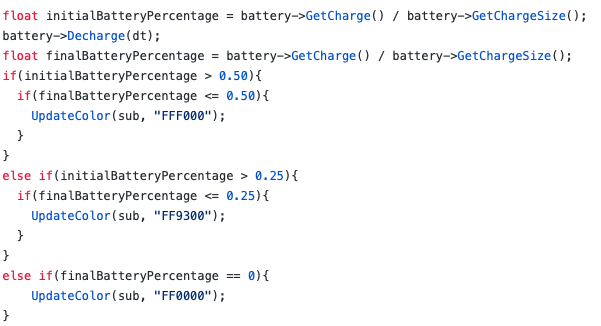 float initialBatteryPercentage = battery->GetCharge() / battery->GetChargeSize();
battery->Decharge(dt);
float finalBatteryPercentage = battery->GetCharge() / battery->GetChargeSize();
if(initialBatteryPercentage > 0.50){
  if(finalBatteryPercentage <= 0.50){
    UpdateColor(sub, "FFF000");
  }
}
else if(initialBatteryPercentage > 0.25){
  if(finalBatteryPercentage <= 0.25){
    UpdateColor(sub, "FF9300");
  }
}
else if(finalBatteryPercentage == 0){
    UpdateColor(sub, "FF0000");
}